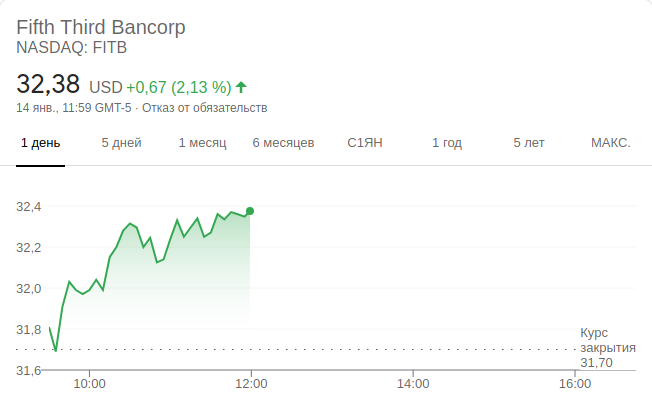 Fifth Third Bancorp
NASDAQ: FITB
32,38 USD +0,67 (2,13 %)
14 янв., 11:59 GMT-5 · Отказ от обязательств
1 день 5 дней 1 месяц 6 месяцев С1ЯН 1 год 5 лет МАКС.
32,4
32,2
32,0
31,8
31,6
Курс
закрытия
31,70
10:00 12:00 14:00 16:00